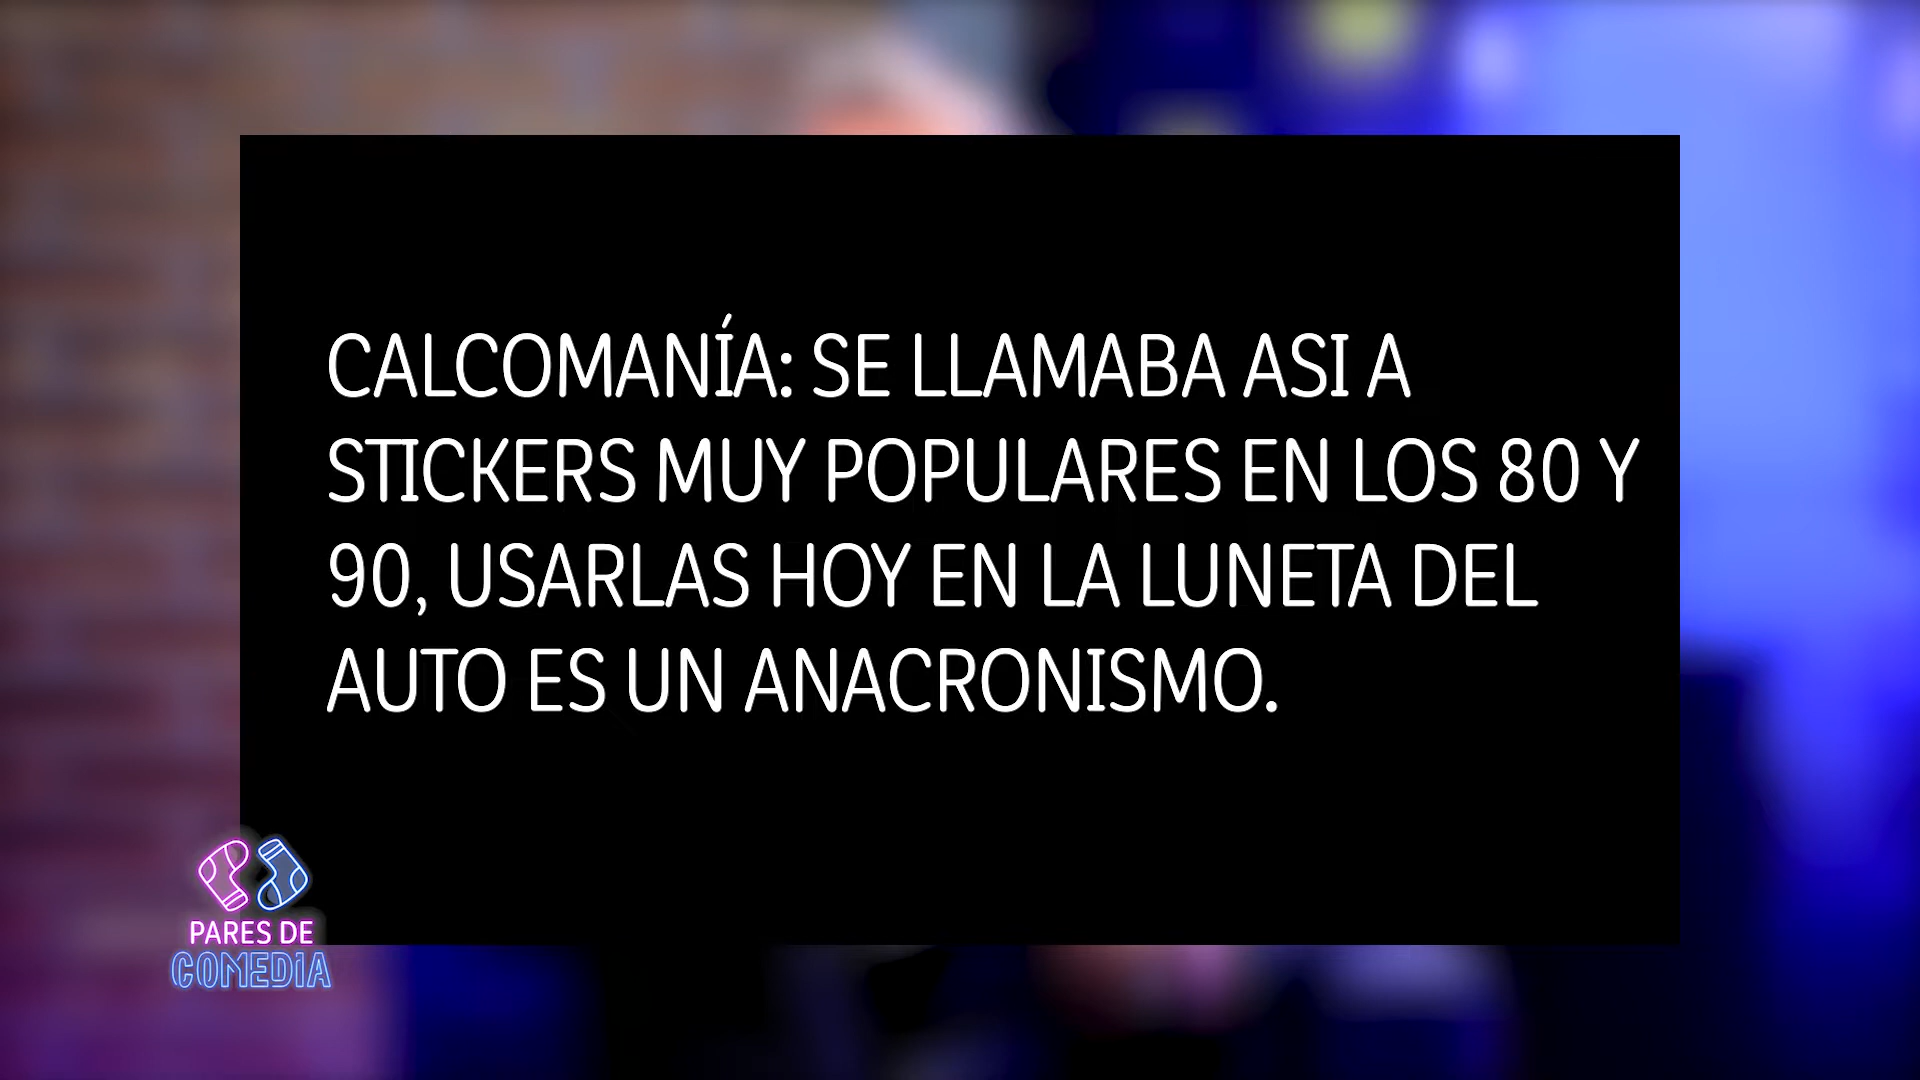 CALCOMANÍA: SE LLAMABA ASI A
STICKERS MUY POPULARES EN LOS 80 Y
90, USARLAS HOY EN LA LUNETA DEL
AUTO ES UN ANACRONISMO.
PARES DE
COMEDIA